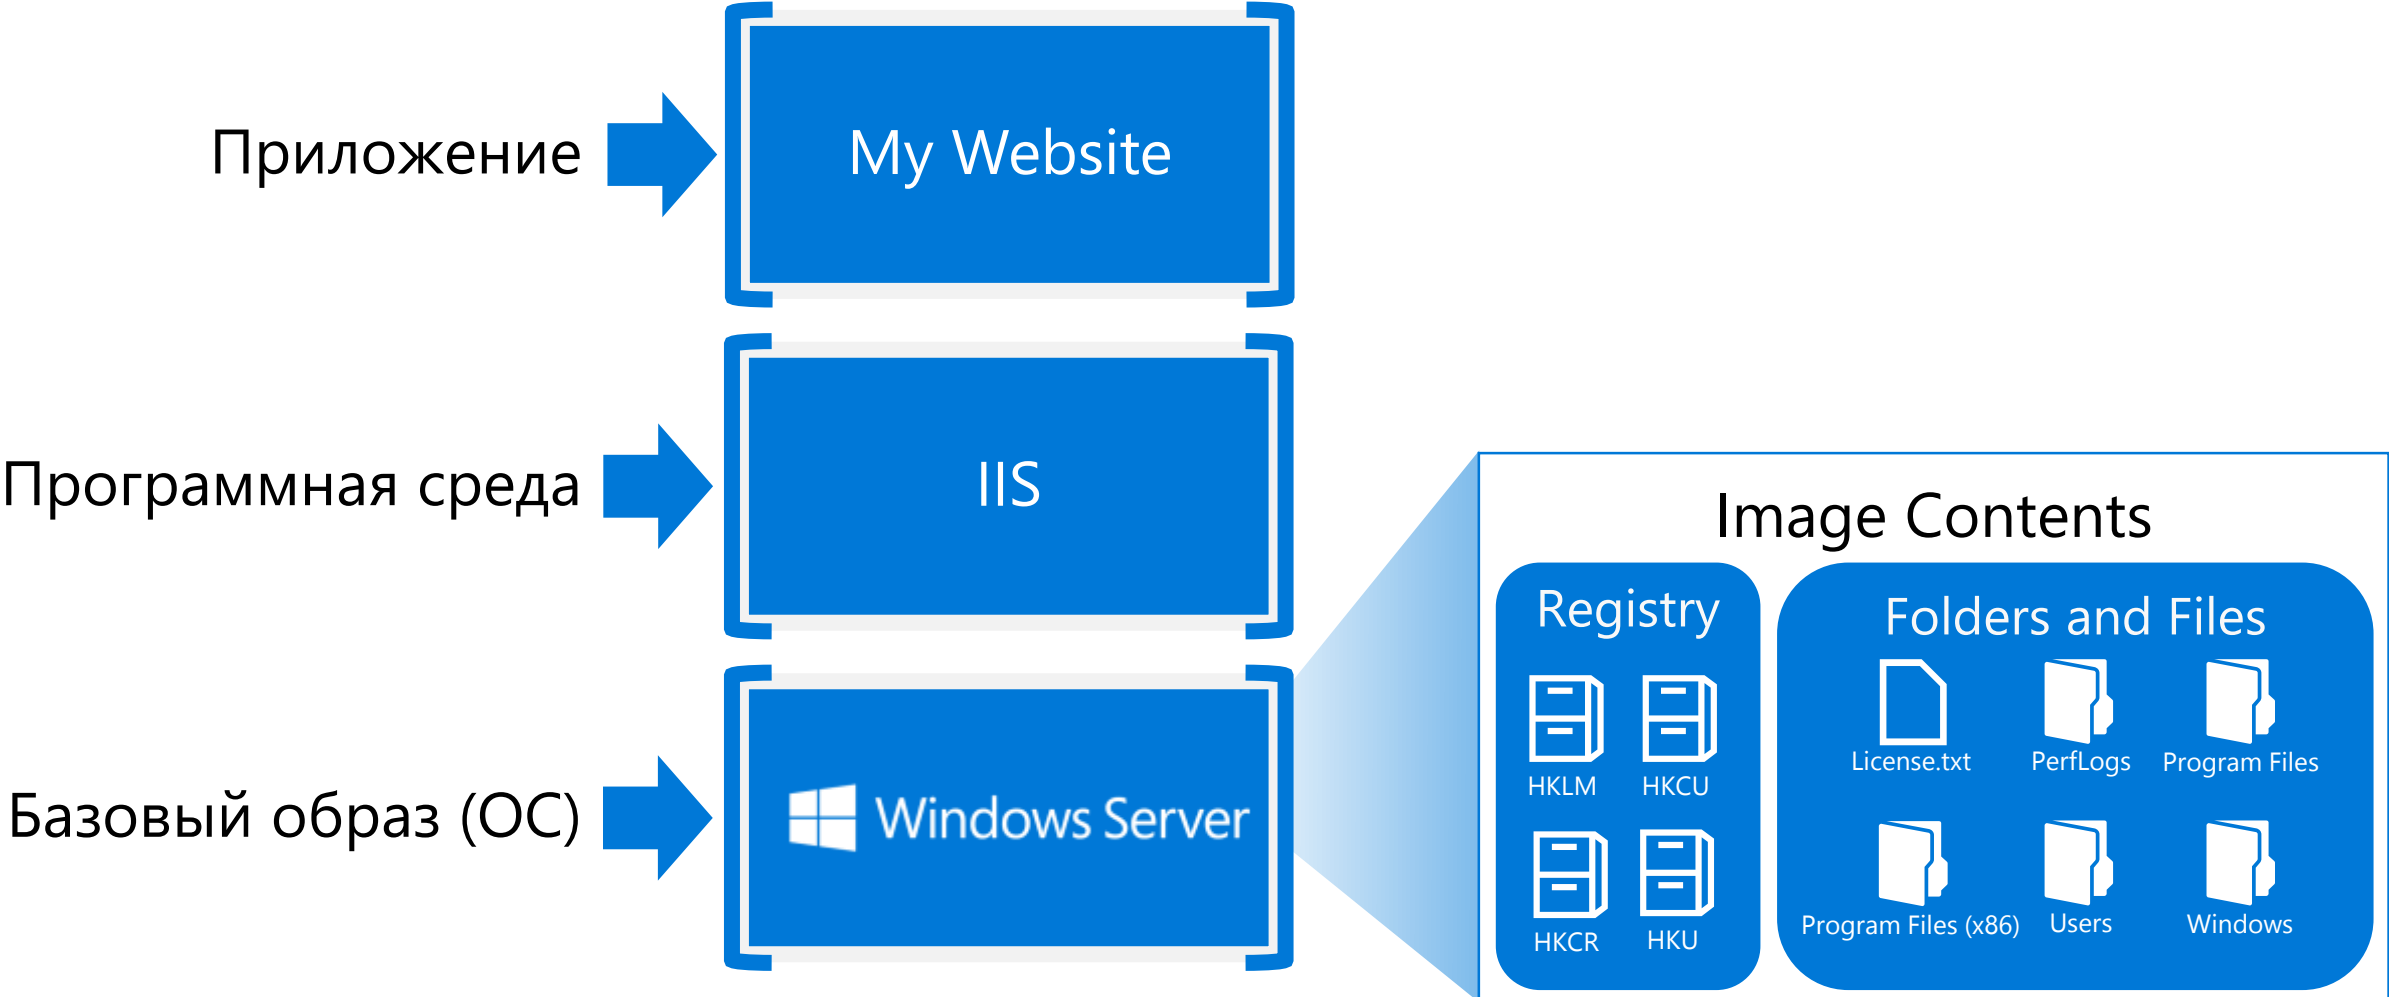 Приложение
My Website
Программная среда
IIS
Базовый образ (ОС)
Windows Server
Image Contents
Registry
HKLM HKCU
HKCR HKU
Folders and Files
License.txt PerfLogs Program Files
Program Files (x86) Users Windows